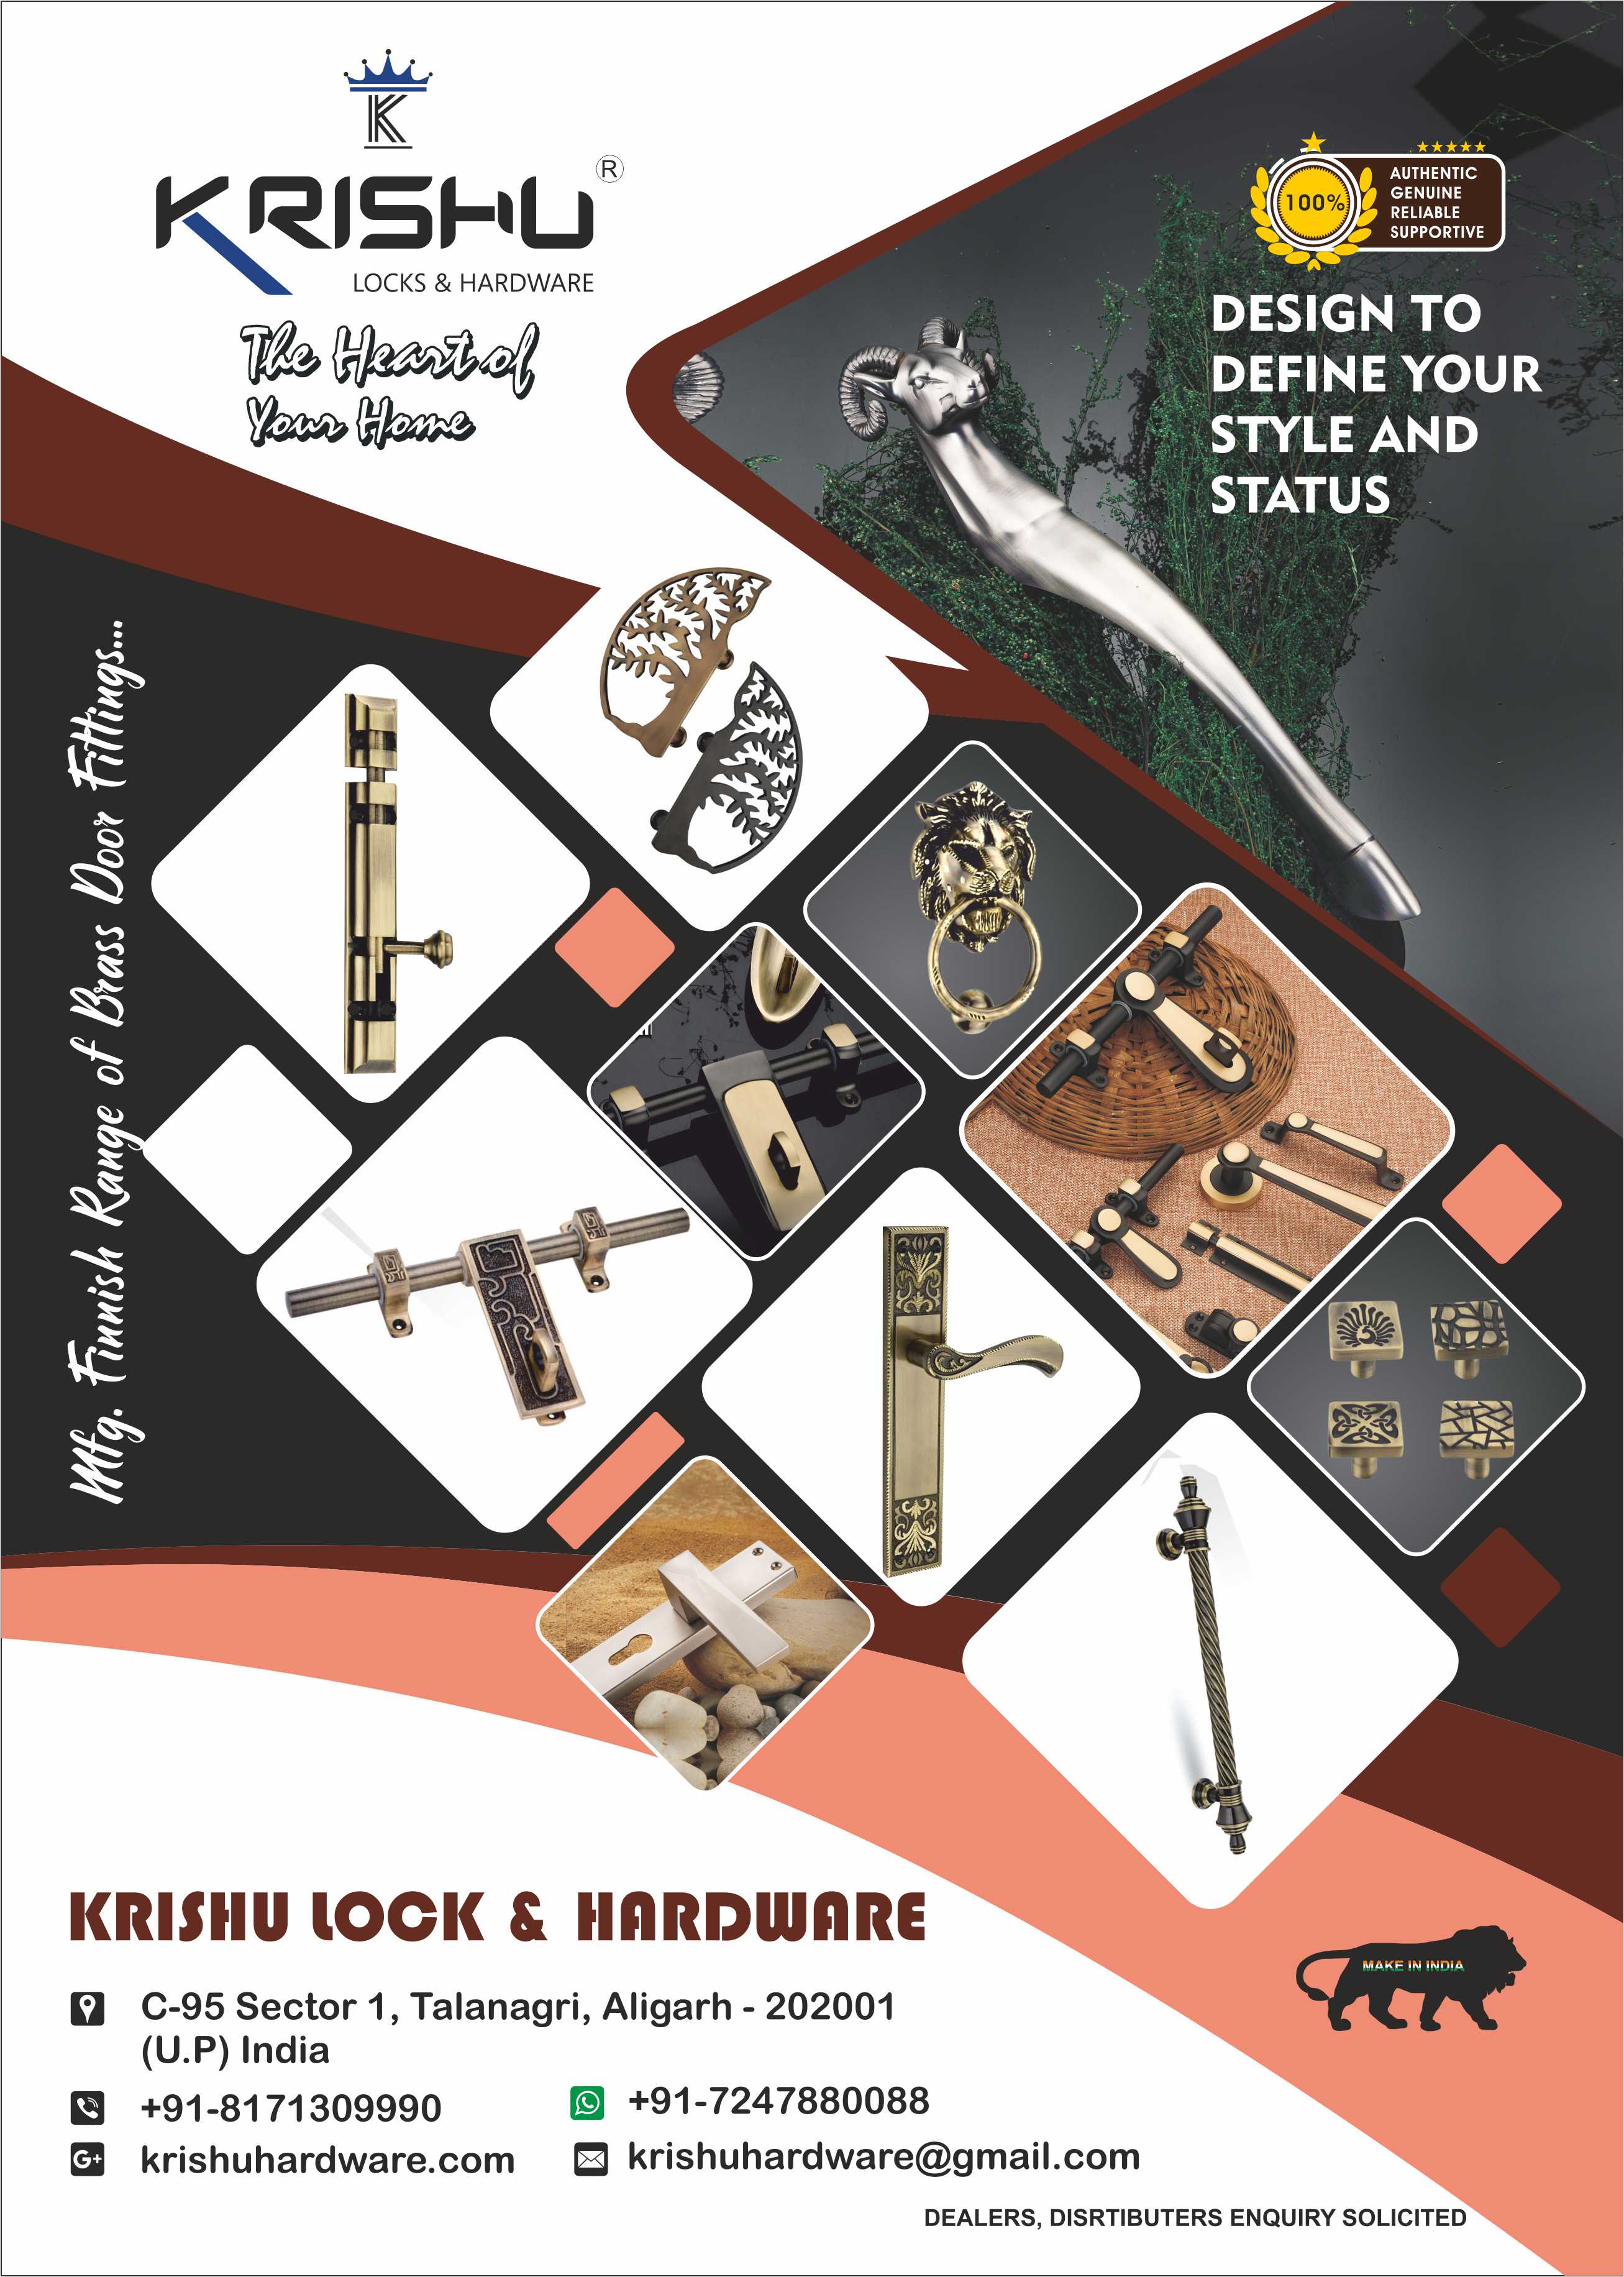 K
KRISHU®
LOCKS & HARDWARE
The Heart of
Your Home
100%
AUTHENTIC
GENUINE
RELIABLE
SUPPORTIVE
DESIGN TO
DEFINE YOUR
STYLE AND
STATUS
Mfg. Finnish Range of Brass Door Fittings...
KRISHU LOCK & HARDWARE
C-95 Sector 1, Talanagri, Aligarh - 202001
(U.P) India
+91-8171309990
+91-7247880088
G+ krishuhardware.com
krishuhardware@gmail.com
MAKE IN INDIA
DEALERS, DISRTIBUTERS ENQUIRY SOLICITED